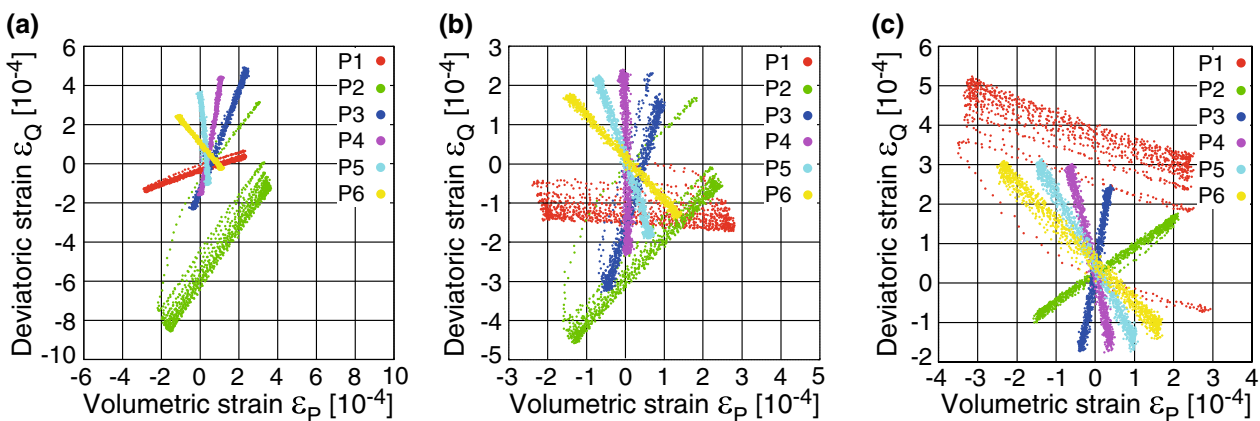 (a)
Deviatoric strain εQ [10-4]
6
4
2
0
-2
-4
-6
-8
-10
-6 -4 -2 0 2 4 6 8 10
Volumetric strain εP [10-4]
P1
P2
P3
P4
P5
P6
(b)
Deviatoric strain εQ [10-4]
3
2
1
0
-1
-2
-3
-4
-5
-3 -2 -1 0 1 2 3 4 5
Volumetric strain εP [10-4]
P1
P2
P3
P4
P5
P6
(c)
Deviatoric strain εQ [10-4]
6
5
4
3
2
1
0
-1
-2
-4 -3 -2 -1 0 1 2 3 4
Volumetric strain εP [10-4]
P1
P2
P3
P4
P5
P6